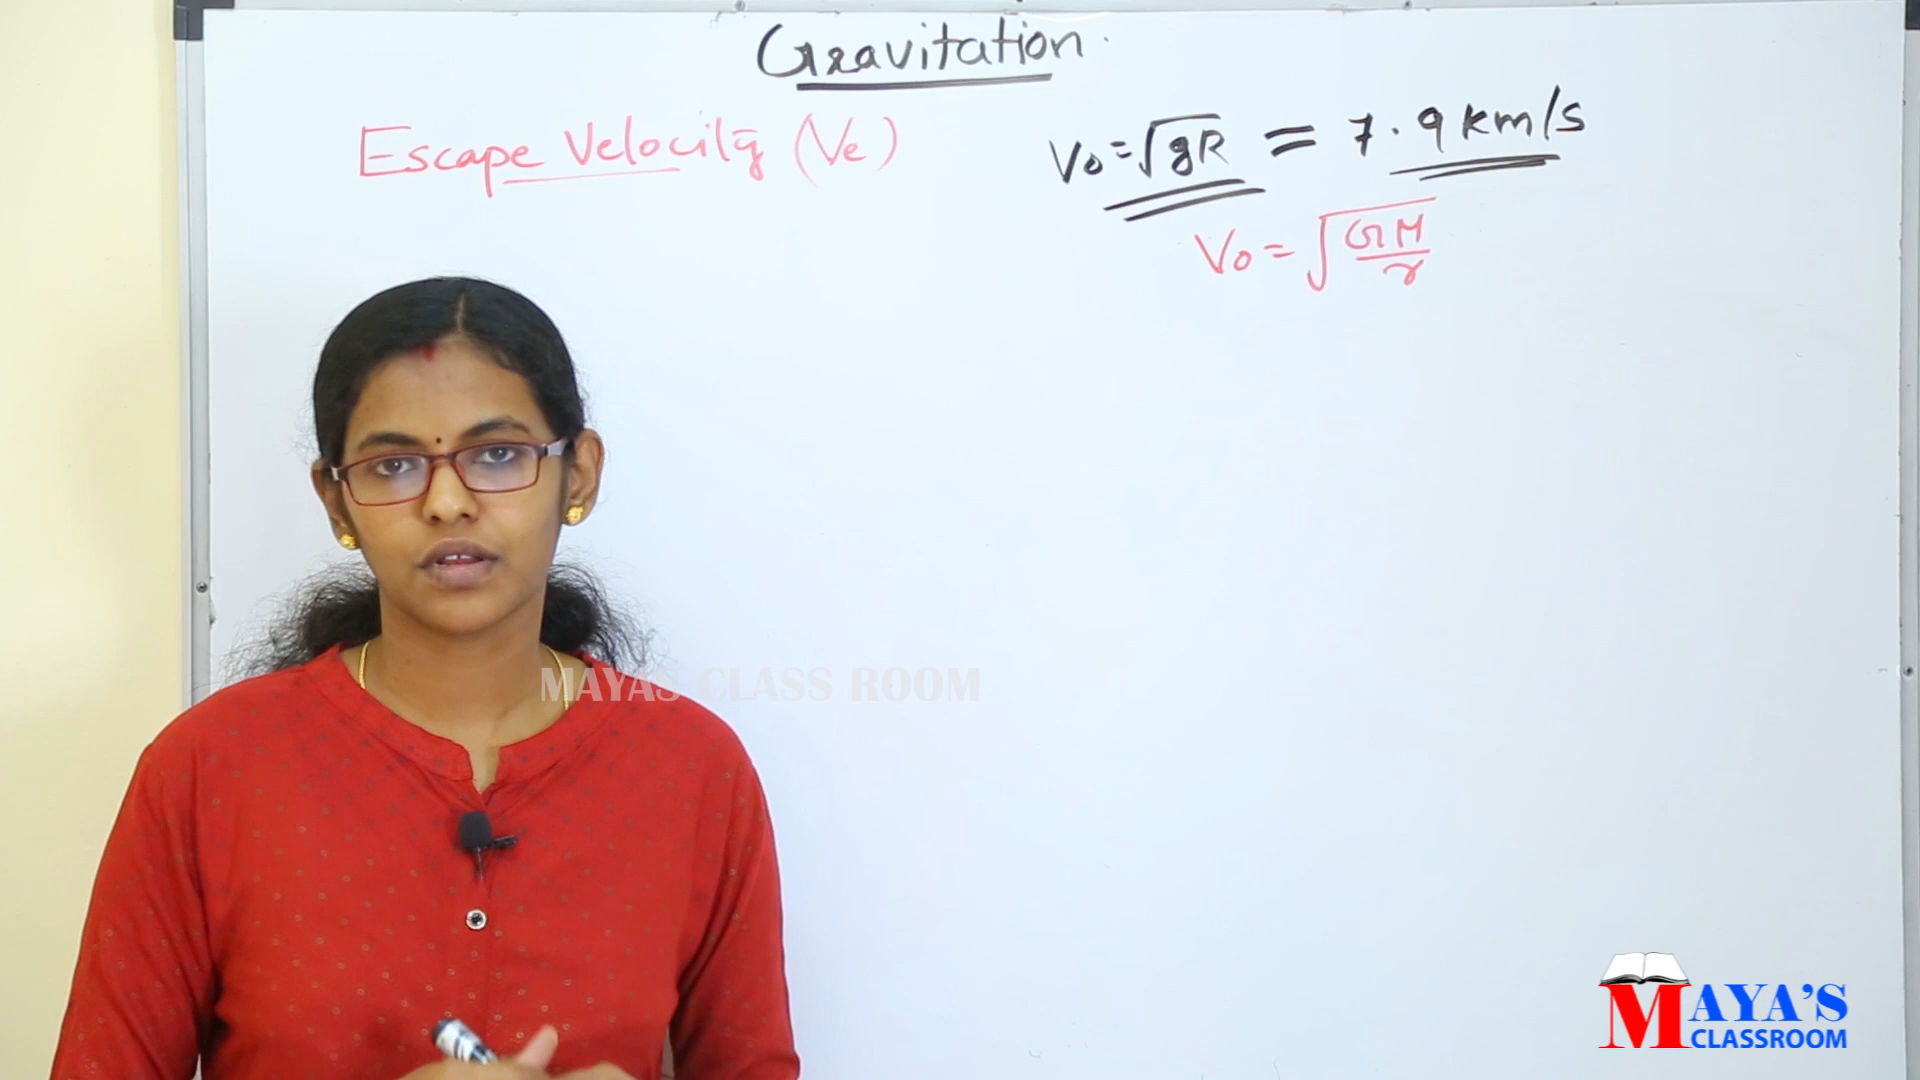 Gravitation
Escape Velocity (Ve)
Vo = √gR = 7.9 km/s
Vo = √GM/r
MAYAS CLASS ROOM
MAYA'S
CLASSROOM